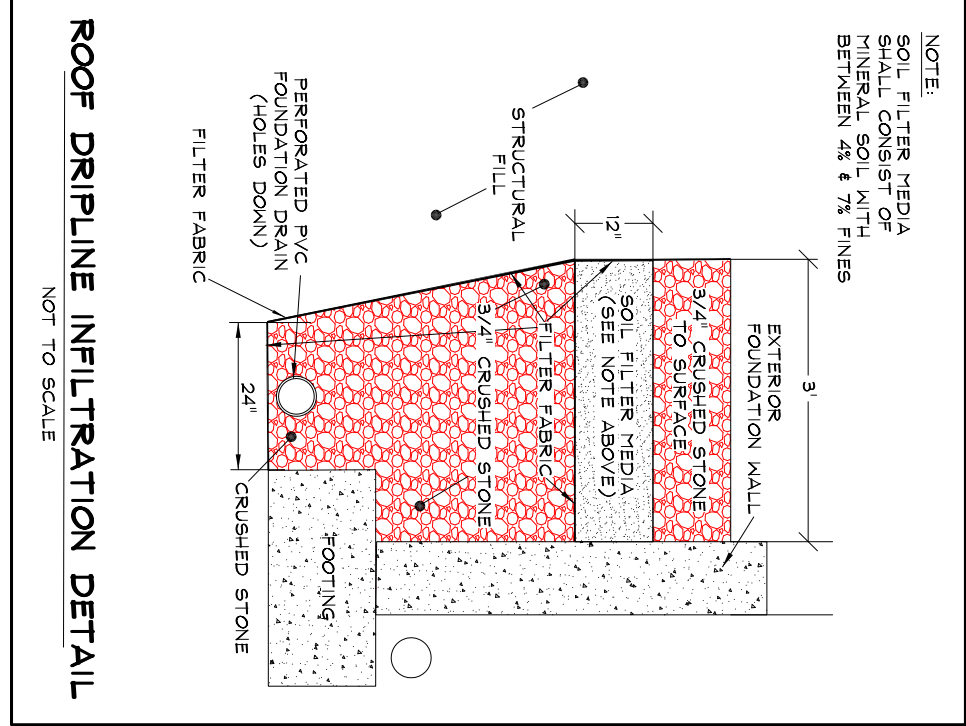 NOTE:
SOIL FILTER MEDIA
SHALL CONSIST OF
MINERAL SOIL WITH
BETWEEN 4% & 7% FINES
3'
EXTERIOR
FOUNDATION WALL
3/4" CRUSHED STONE
TO SURFACE
12"
SOIL FILTER MEDIA
(SEE NOTE ABOVE)
STRUCTURAL
FILL
FILTER FABRIC
3/4" CRUSHED STONE
PERFORATED PVC
FOUNDATION DRAIN
(HOLES DOWN)
FOOTING
FILTER FABRIC
24"
CRUSHED STONE
ROOF DRIPLINE INFILTRATION DETAIL
NOT TO SCALE